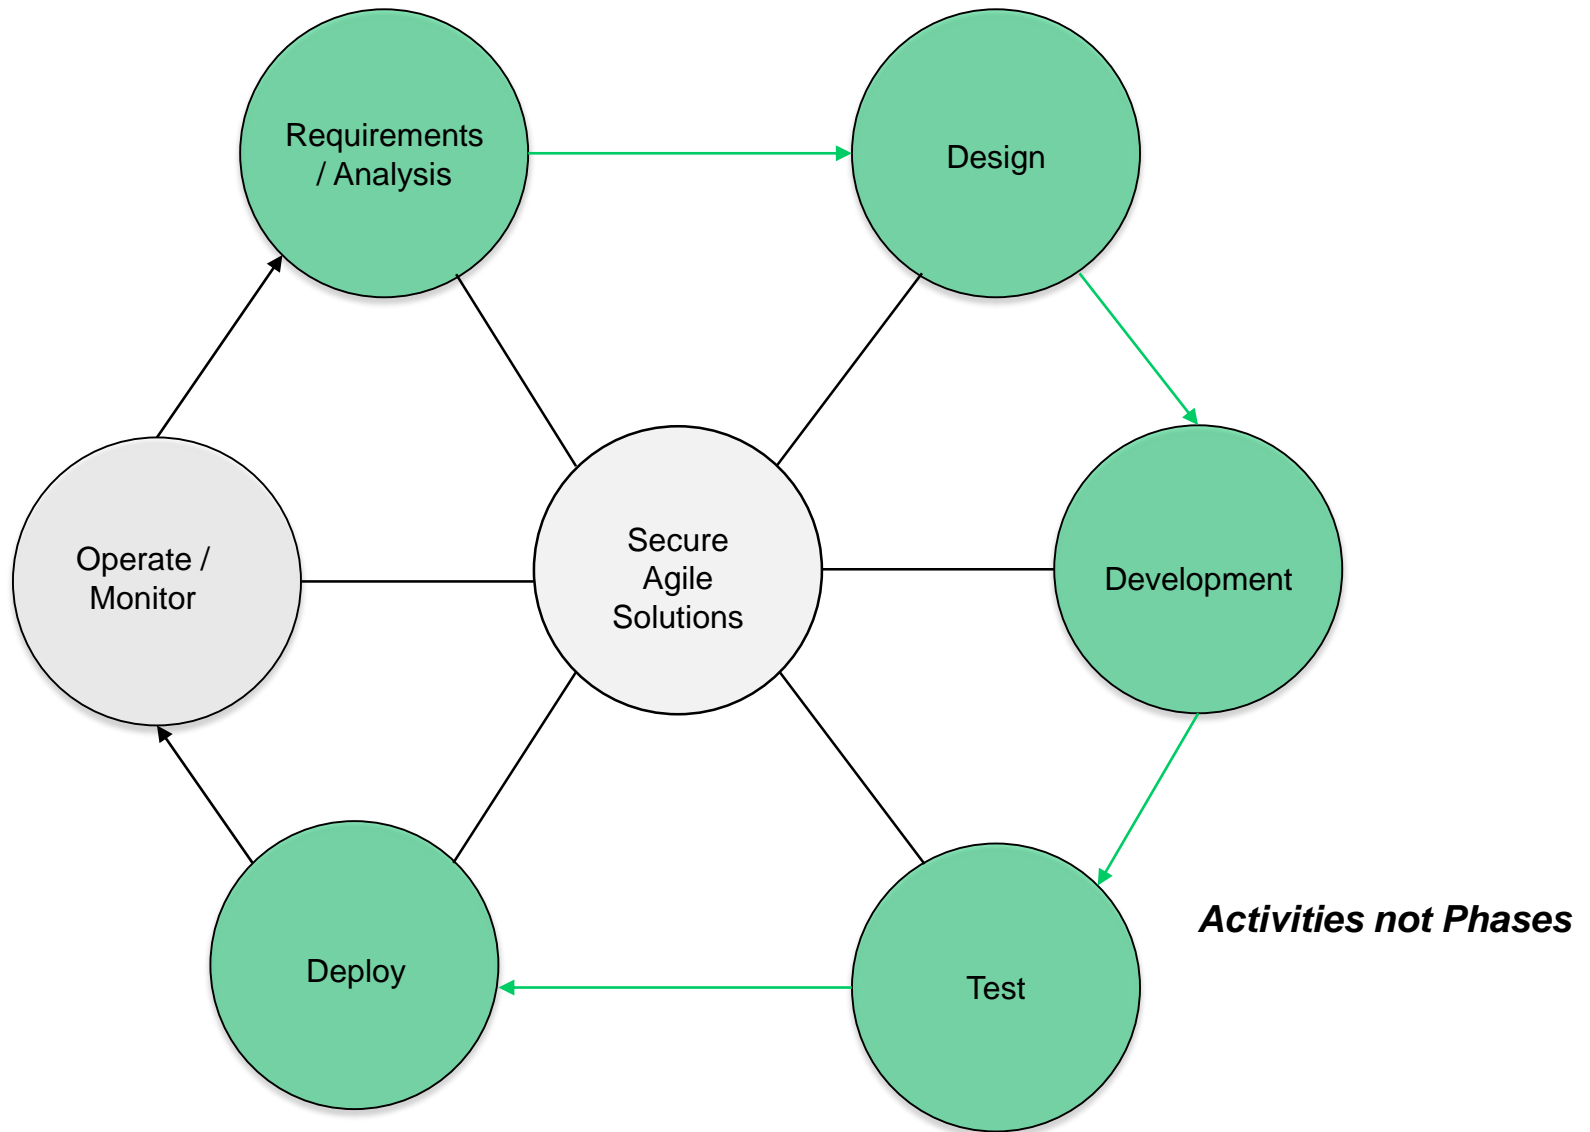 Requirements
/ Analysis
Design
Operate /
Monitor
Secure
Agile
Solutions
Development
Activities not Phases
Deploy
Test